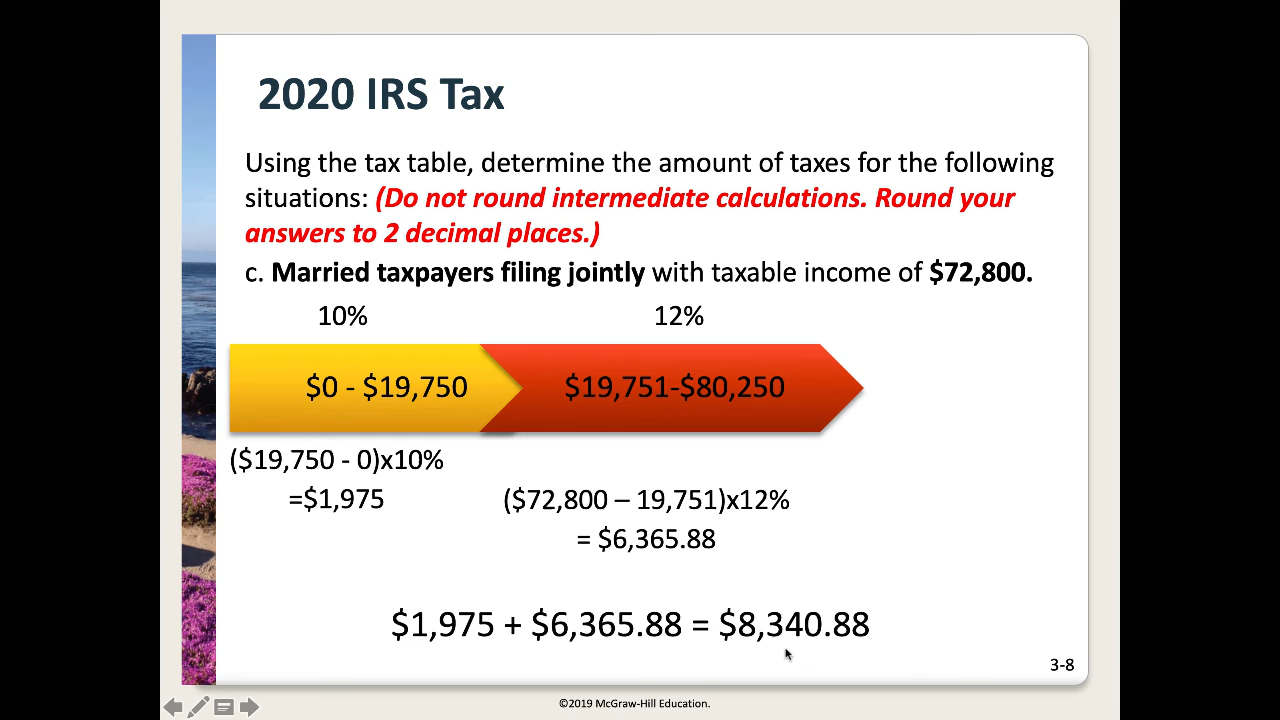 2020 IRS Tax
Using the tax table, determine the amount of taxes for the following
situations: (Do not round intermediate calculations. Round your
answers to 2 decimal places.)
c. Married taxpayers filing jointly with taxable income of $72,800.
10%
12%
$0 - $19,750
$19,751-$80,250
($19,750 - 0)x10%
=$1,975
($72,800 – 19,751)x12%
= $6,365.88
$1,975 + $6,365.88 = $8,340.88
3-8
©2019 McGraw-Hill Education.